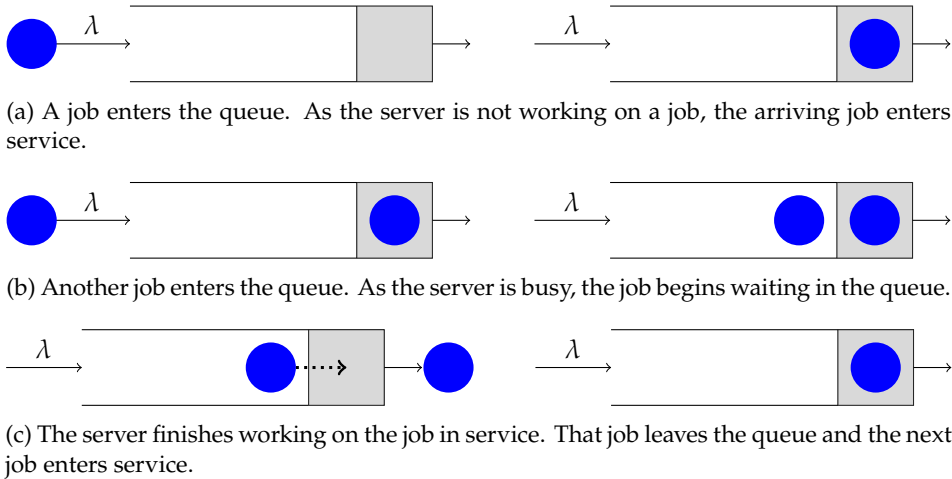 λ
λ
(a) A job enters the queue. As the server is not working on a job, the arriving job enters
service.
λ
λ
(b) Another job enters the queue. As the server is busy, the job begins waiting in the queue.
λ
λ
(c) The server finishes working on the job in service. That job leaves the queue and the next
job enters service.